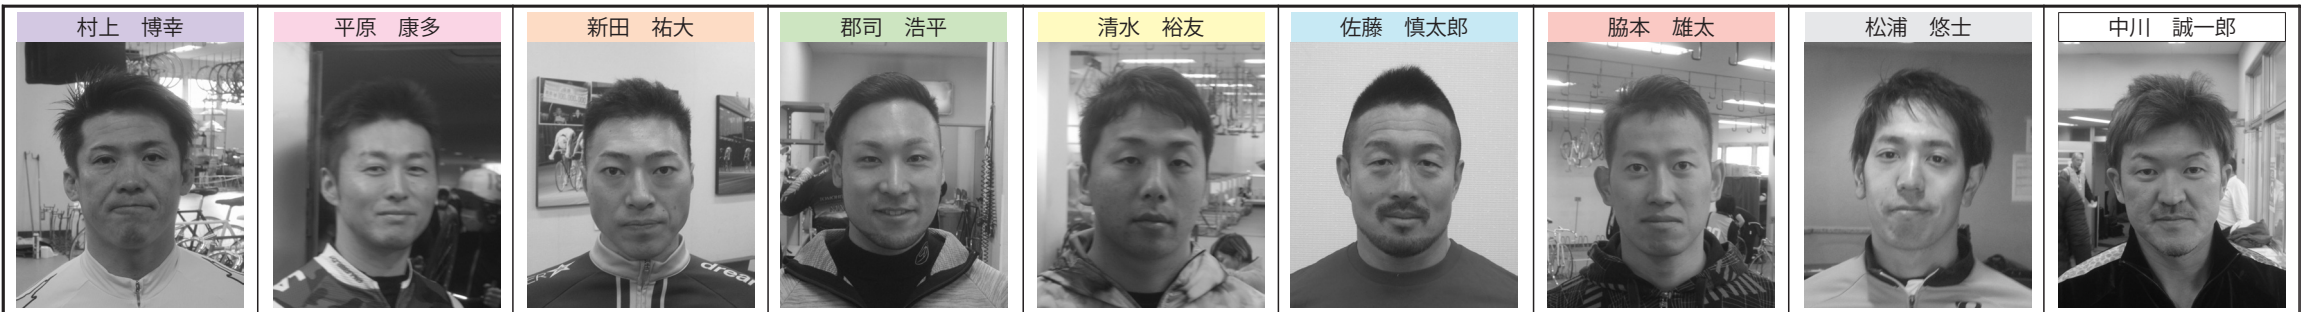 村上　博幸
平原　康多
新田　祐大
郡司　浩平
清水　裕友
佐藤　慎太郎
脇本　雄太
松浦　悠士
中川　誠一郎
drea